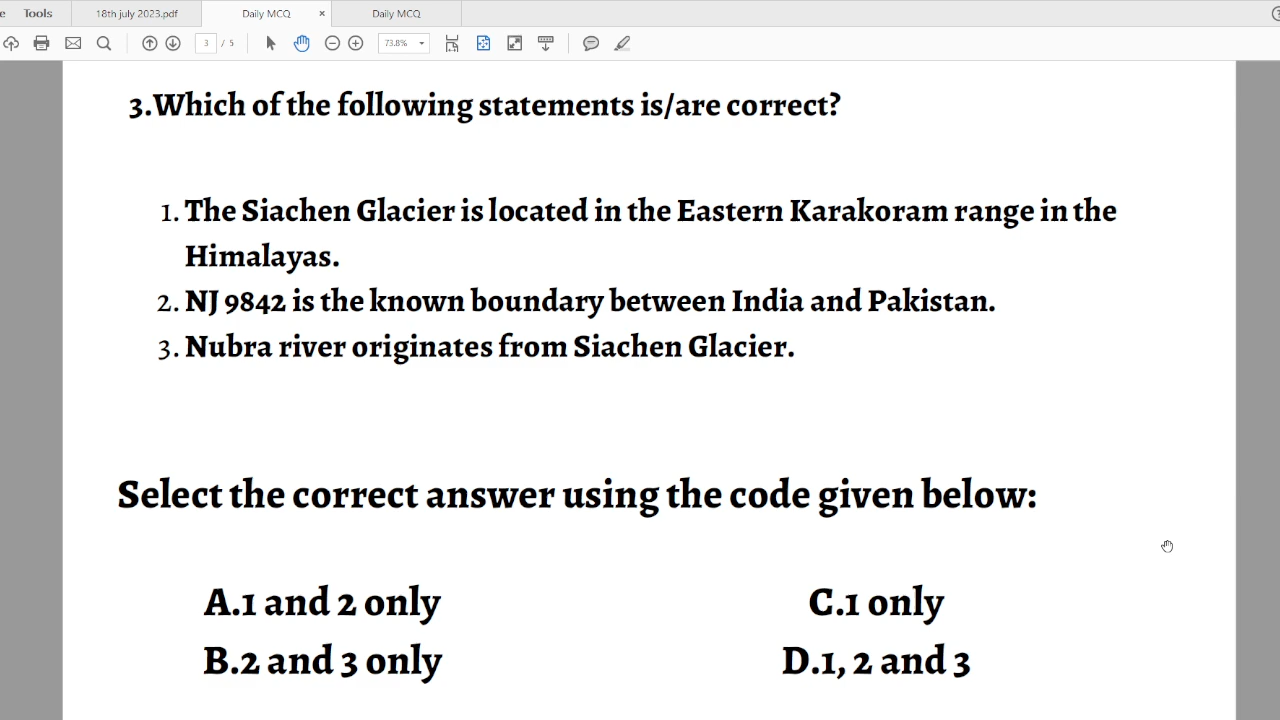 Tools 18th july 2023.pdf Daily MCQ × Daily MCQ
3 / 5 73.8%
3.Which of the following statements is/are correct?
1. The Siachen Glacier is located in the Eastern Karakoram range in the
Himalayas.
2. NJ 9842 is the known boundary between India and Pakistan.
3. Nubra river originates from Siachen Glacier.
Select the correct answer using the code given below:
A.1 and 2 only C.1 only
B.2 and 3 only D.1, 2 and 3